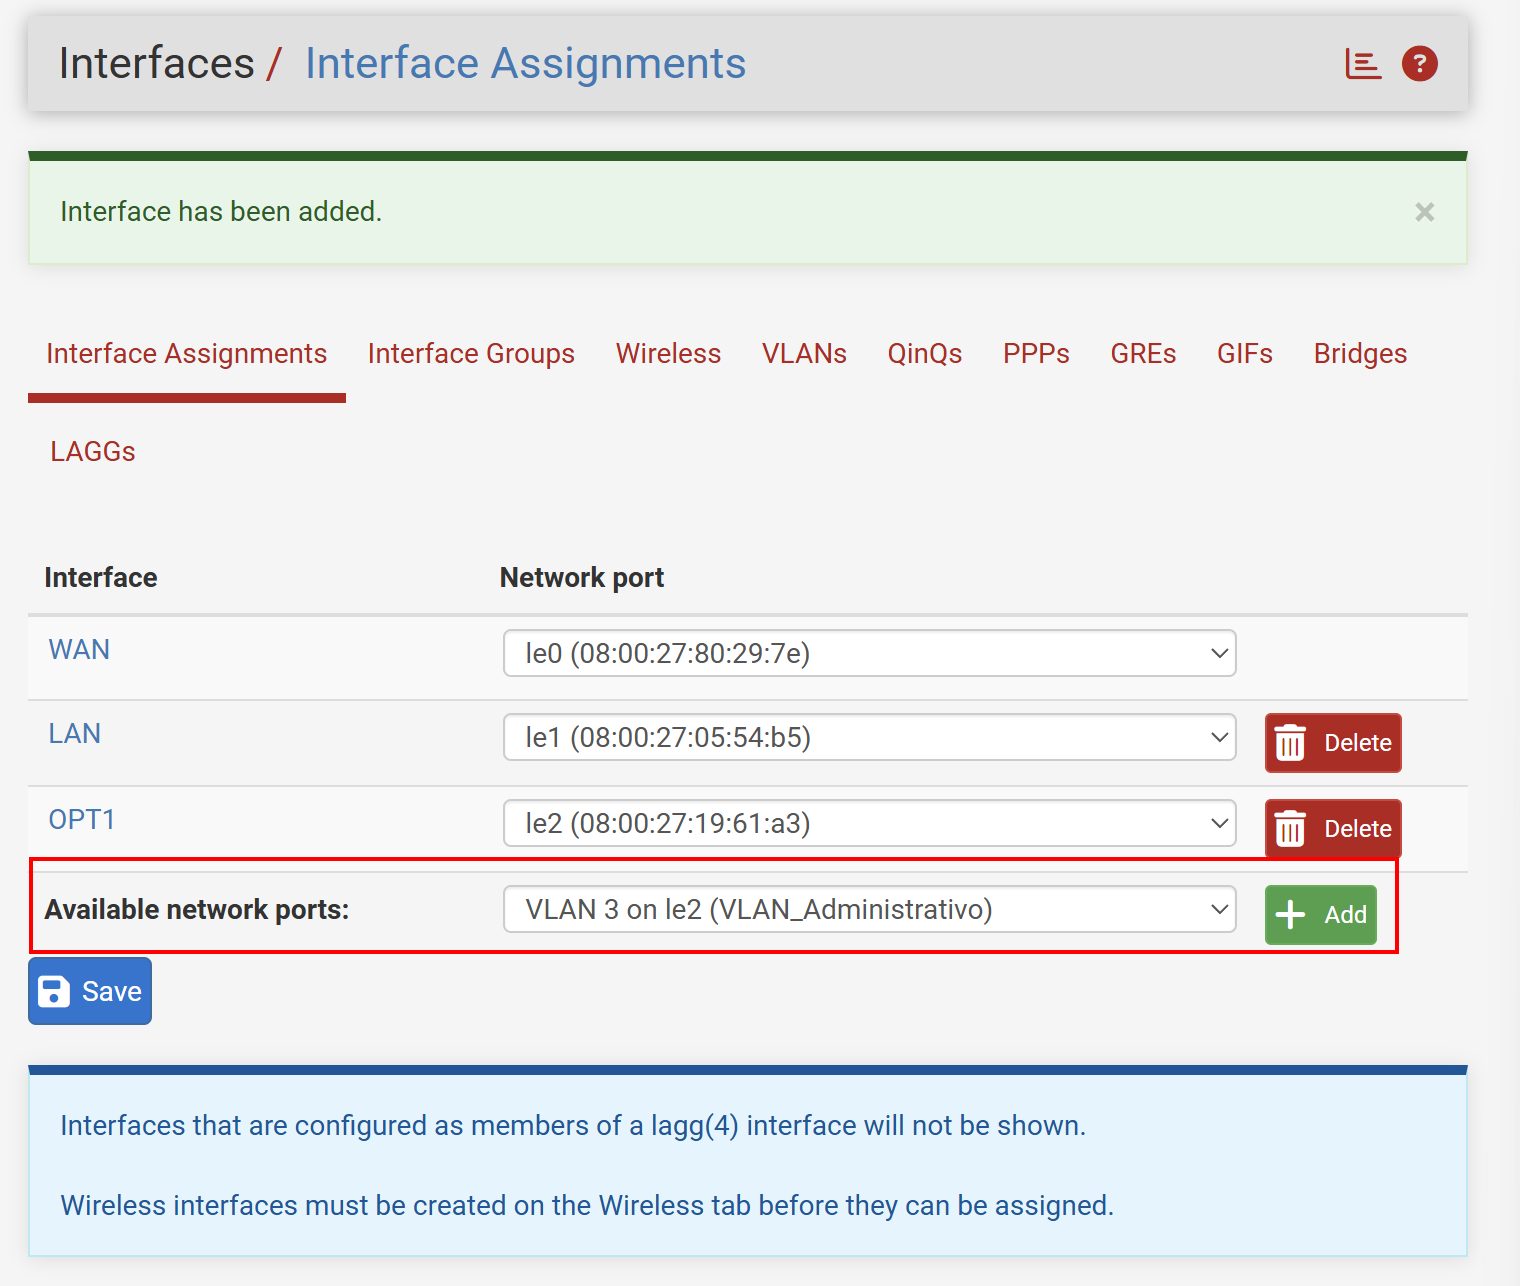 Interfaces / Interface Assignments
?
Interface has been added.
×
Interface Assignments Interface Groups Wireless VLANs QinQs PPPs GREs GIFs Bridges
LAGGs
Interface Network port
WAN le0 (08:00:27:80:29:7e)
LAN le1 (08:00:27:05:54:b5) Delete
OPT1 le2 (08:00:27:19:61:a3) Delete
Available network ports: VLAN 3 on le2 (VLAN_Administrativo) Add
Save
Interfaces that are configured as members of a lagg(4) interface will not be shown.
Wireless interfaces must be created on the Wireless tab before they can be assigned.